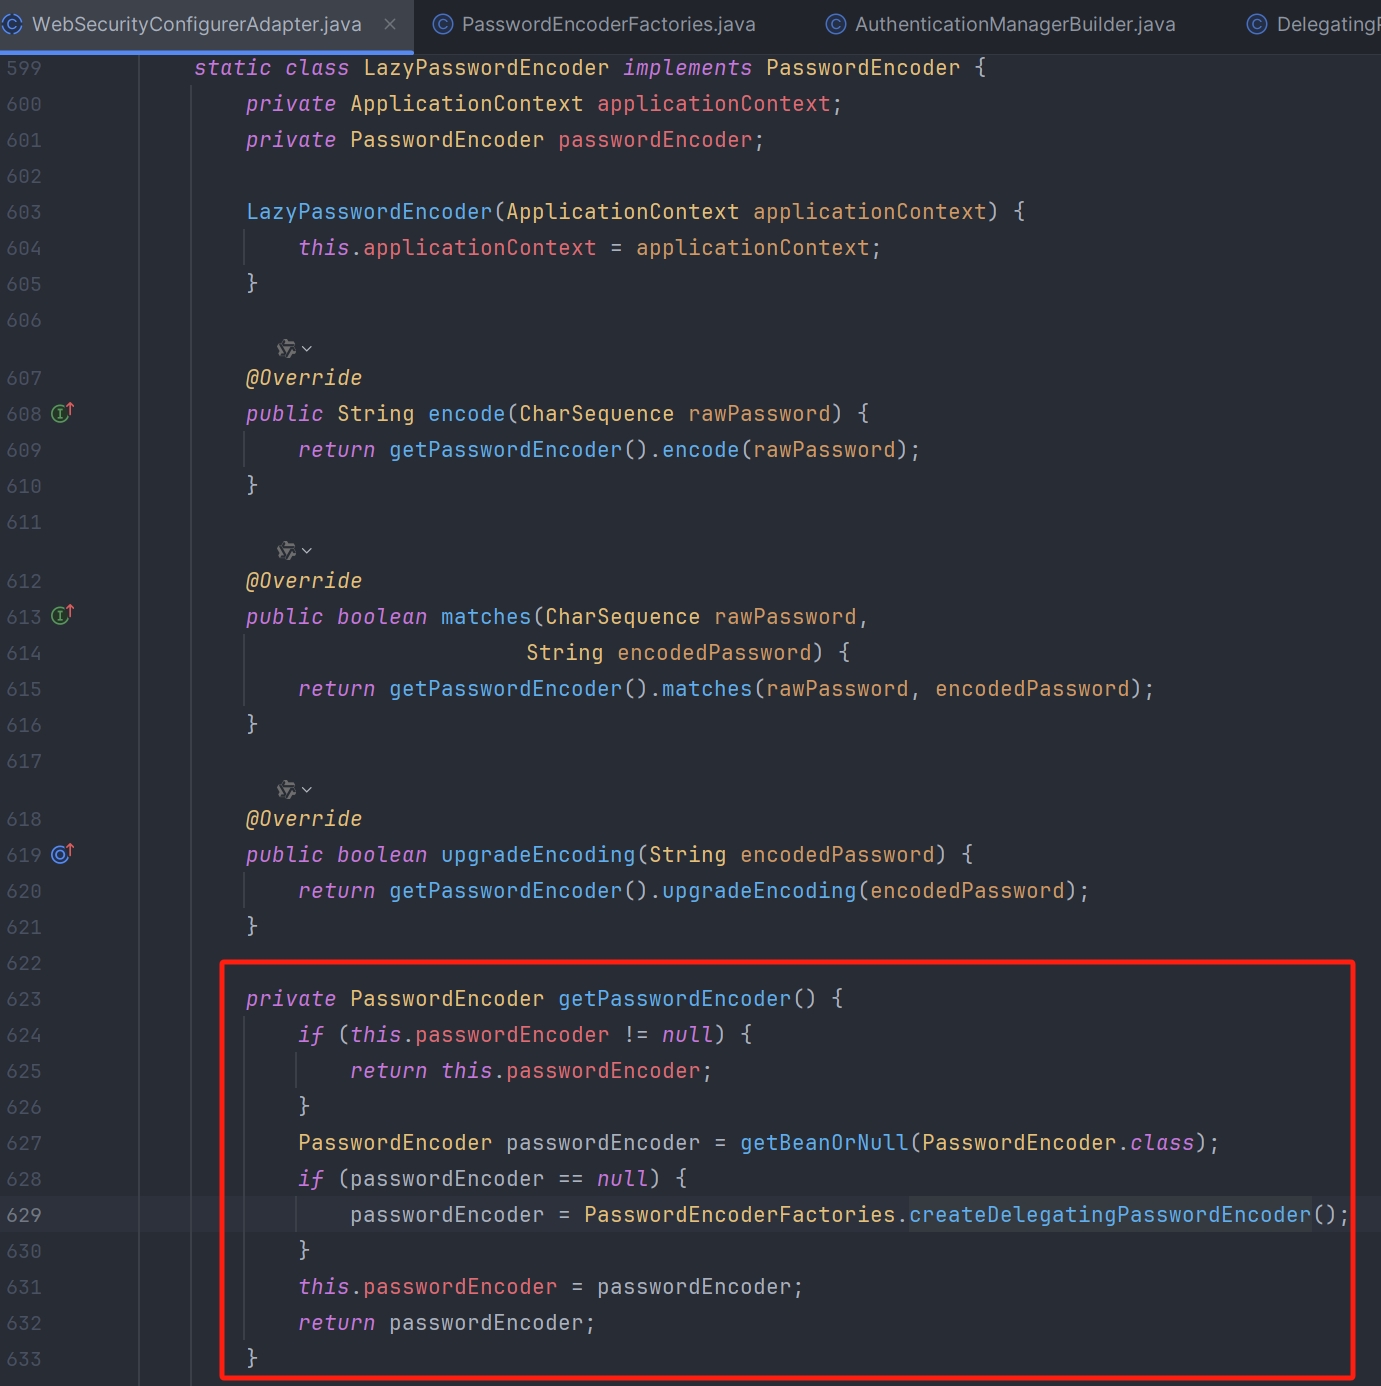 WebSecurityConfigurerAdapter.java × PasswordEncoderFactories.java AuthenticationManagerBuilder.java
599 static class LazyPasswordEncoder implements PasswordEncoder {
600 private ApplicationContext applicationContext;
601 private PasswordEncoder passwordEncoder;
602
603 LazyPasswordEncoder(ApplicationContext applicationContext) {
604 this.applicationContext = applicationContext;
605 }
606
607 @Override
608 public String encode(CharSequence rawPassword) {
609 return getPasswordEncoder().encode(rawPassword);
610 }
611
612 @Override
613 public boolean matches(CharSequence rawPassword,
614 String encodedPassword) {
615 return getPasswordEncoder().matches(rawPassword, encodedPassword);
616 }
617
618 @Override
619 public boolean upgradeEncoding(String encodedPassword) {
620 return getPasswordEncoder().upgradeEncoding(encodedPassword);
621 }
622
623 private PasswordEncoder getPasswordEncoder() {
624 if (this.passwordEncoder != null) {
625 return this.passwordEncoder;
626 }
627 PasswordEncoder passwordEncoder = getBeanOrNull(PasswordEncoder.class);
628 if (passwordEncoder == null) {
629 passwordEncoder = PasswordEncoderFactories.createDelegatingPasswordEncoder();
630 }
631 this.passwordEncoder = passwordEncoder;
632 return passwordEncoder;
633 }